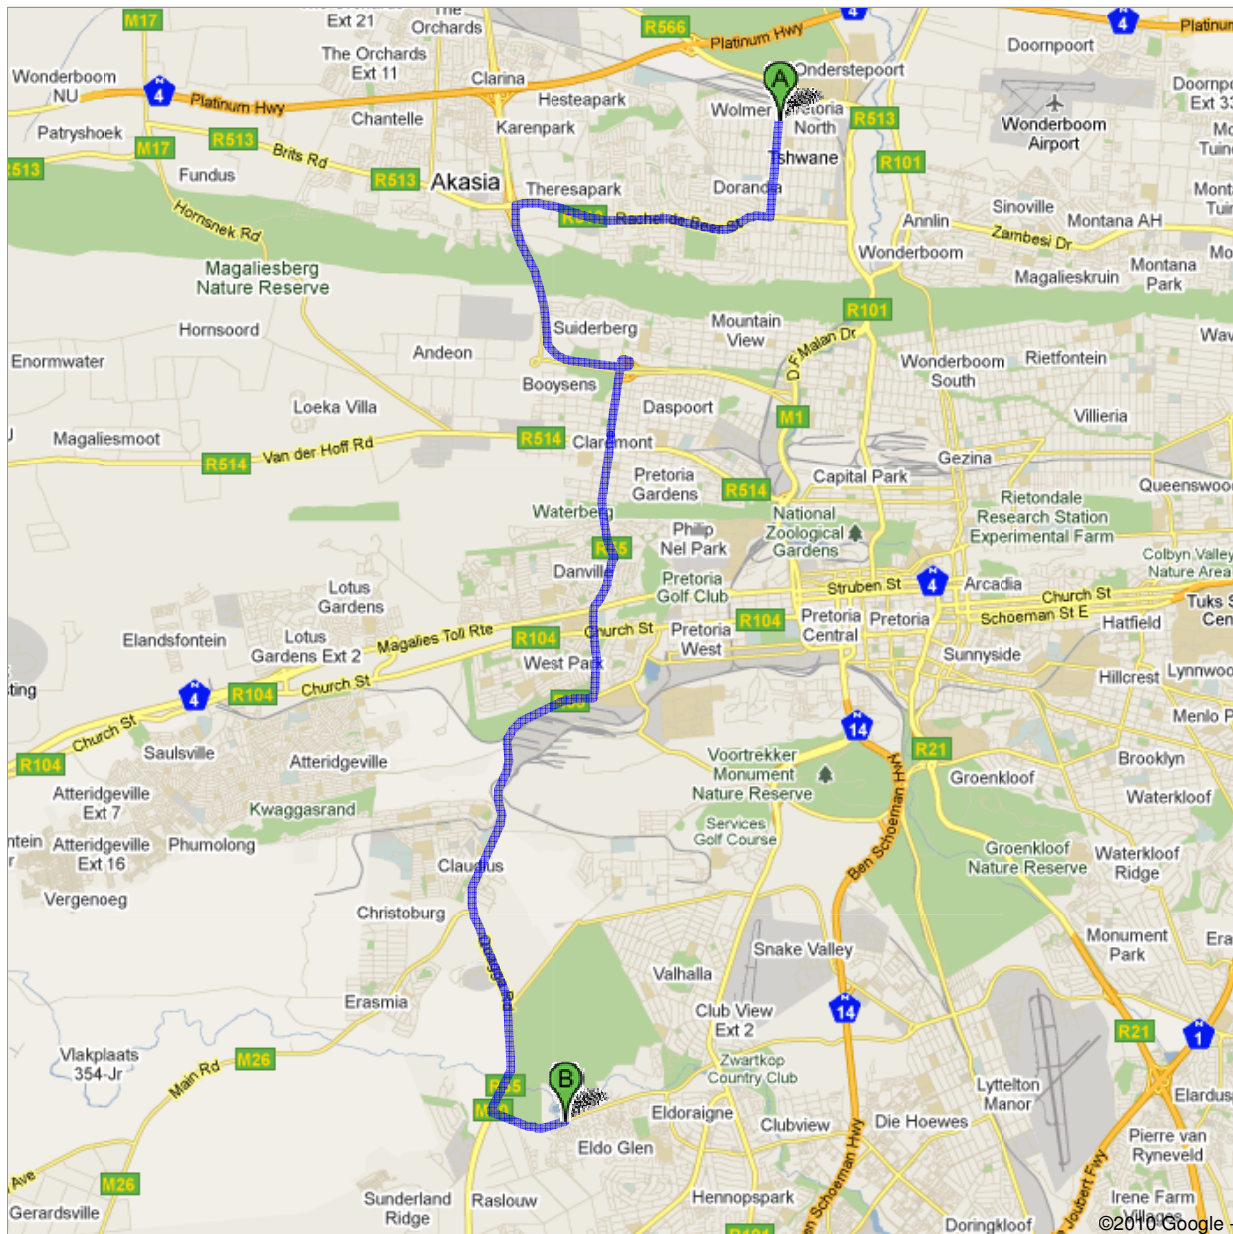 M17
Ext 21
The
Orchards
R566
N
4
N
4
Platinum
Platinum Hwy
Doornpoort
The Orchards
Ext 11
Wonderboom
NU
Clarina
Onderstepoort
A
Doornpo
Ext 33
N
4
Platinum Hwy
Hesteapark
Wolmer
Pretoria
North
R513
Wonderboom
Airport
Chantelle
Karenpark
Patryshoek
R513
M17
Brits Rd
Tshwane
R101
R513
Fundus
R513
Akasia
Theresapark
Dorandia
Rachel de Beer St
Sinoville
Montana AH
Annlin
Zambesi Dr
Hornsnek Rd
Wonderboom
Magaliesberg
Nature Reserve
Magalieskruin
Montana
Park
R101
Hornsoord
Suiderberg
Mountain
View
D.F.Malan Dr
Enormwater
Andeon
Wonderboom
South
Rietfontein
Booysens
Loeka Villa
Daspoort
M1
Villieria
Magaliesmoot
Van der Hoff Rd
R514
R514
Claremont
Gezina
Pretoria
Gardens
R514
Capital Park
Queenswoo
Rietondale
Research Station
Experimental Farm
Waterberg
National
Zoological
Gardens
Philip
Nel Park
Colbyn Valley
Nature Area
Danville
Lotus
Gardens
Pretoria
Golf Club
Struben St
N
4
Arcadia
Church St
Schoeman St E
Tuks S
Cen
Elandsfontein
Lotus
Gardens Ext 2
Magalies Toll Rte
R104
Church St
Pretoria
West
R104
Pretoria
Central
Pretoria
Hatfield
West Park
Sunnyside
Hillcrest
Lynnwoo
N
4
R104
Church St
Menlo P
Church St
R104
Saulsville
Atteridgeville
N
14
R21
Voortrekker
Monument
Nature Reserve
Brooklyn
Groenkloof
Atteridgeville
Ext 7
Kwaggasrand
Waterkloof
Services
Golf Course
Atteridgeville
Ext 16
Phumolong
Claudius
Ben Schoeman Hwy
Groenkloof
Nature Reserve
Waterkloof
Ridge
Vergenoeg
Christoburg
Monument
Park
Snake Valley
Valhalla
Erasmia
Club View
Ext 2
N
14
R21
N
1
Vlakplaats
354-Jr
M26
Main Rd
Zwartkop
Country Club
B
Lyttelton
Manor
Eldoraigne
Clubview
Die Hoewes
Eldo Glen
Pierre van
Ryneveld
M26
Gerardsville
Sunderland
Ridge
Raslouw
Hennopspark
Irene Farm
Villages
Doringkloof
©2010 Google -